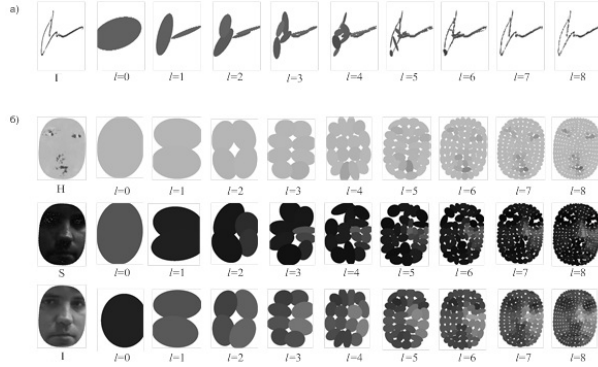 а)
I l=0 l=1 l=2 l=3 l=4 l=5 l=6 l=7 l=8
б)
H l=0 l=1 l=2 l=3 l=4 l=5 l=6 l=7 l=8
S l=0 l=1 l=2 l=3 l=4 l=5 l=6 l=7 l=8
I l=0 l=1 l=2 l=3 l=4 l=5 l=6 l=7 l=8